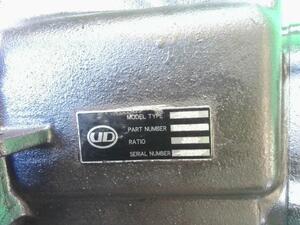 UD
MODEL TYPE
PART NUMBER
RATIO
SERIAL NUMBER